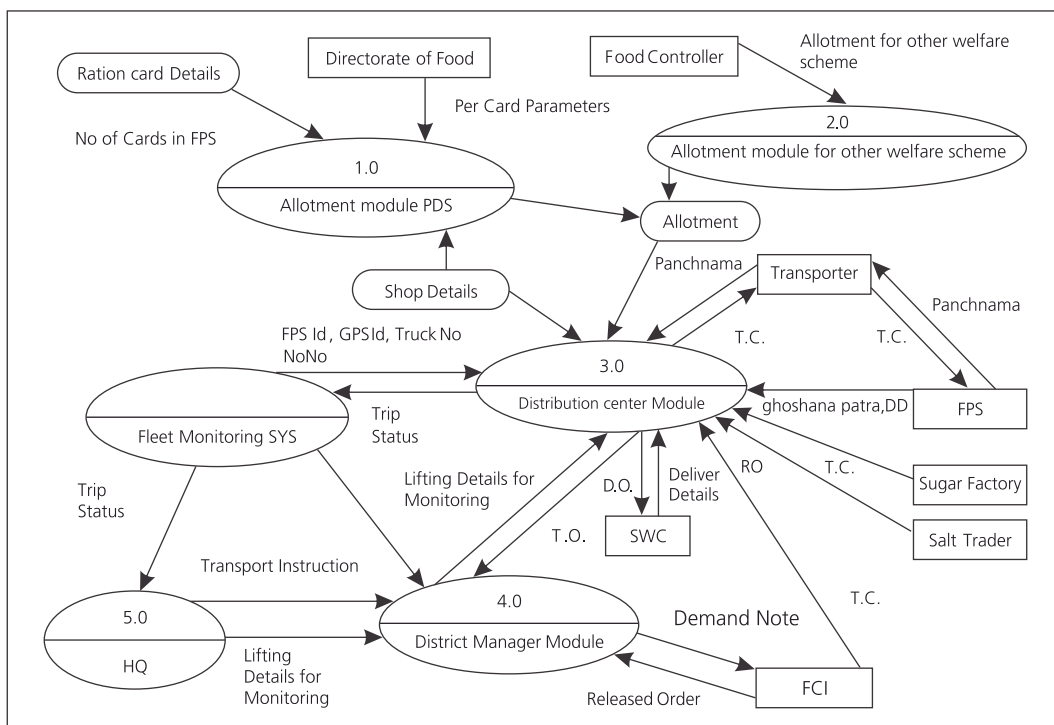 Ration card Details
Directorate of Food
Food Controller
Allotment for other welfare
scheme
No of Cards in FPS
Per Card Parameters
1.0
Allotment module PDS
2.0
Allotment module for other welfare scheme
Allotment
Shop Details
Panchnama
Transporter
Panchnama
T.C.
T.C.
FPS Id , GPSId, Truck No
NoNo
3.0
Distribution center Module
ghoshana patra,DD
FPS
Fleet Monitoring SYS
Trip
Status
Trip
Status
Lifting Details for
Monitoring
D.O.
Deliver
Details
RO
T.C.
Sugar Factory
Salt Trader
SWC
T.O.
Transport Instruction
5.0
HQ
4.0
District Manager Module
Demand Note
T.C.
Lifting
Details for
Monitoring
Released Order
FCI